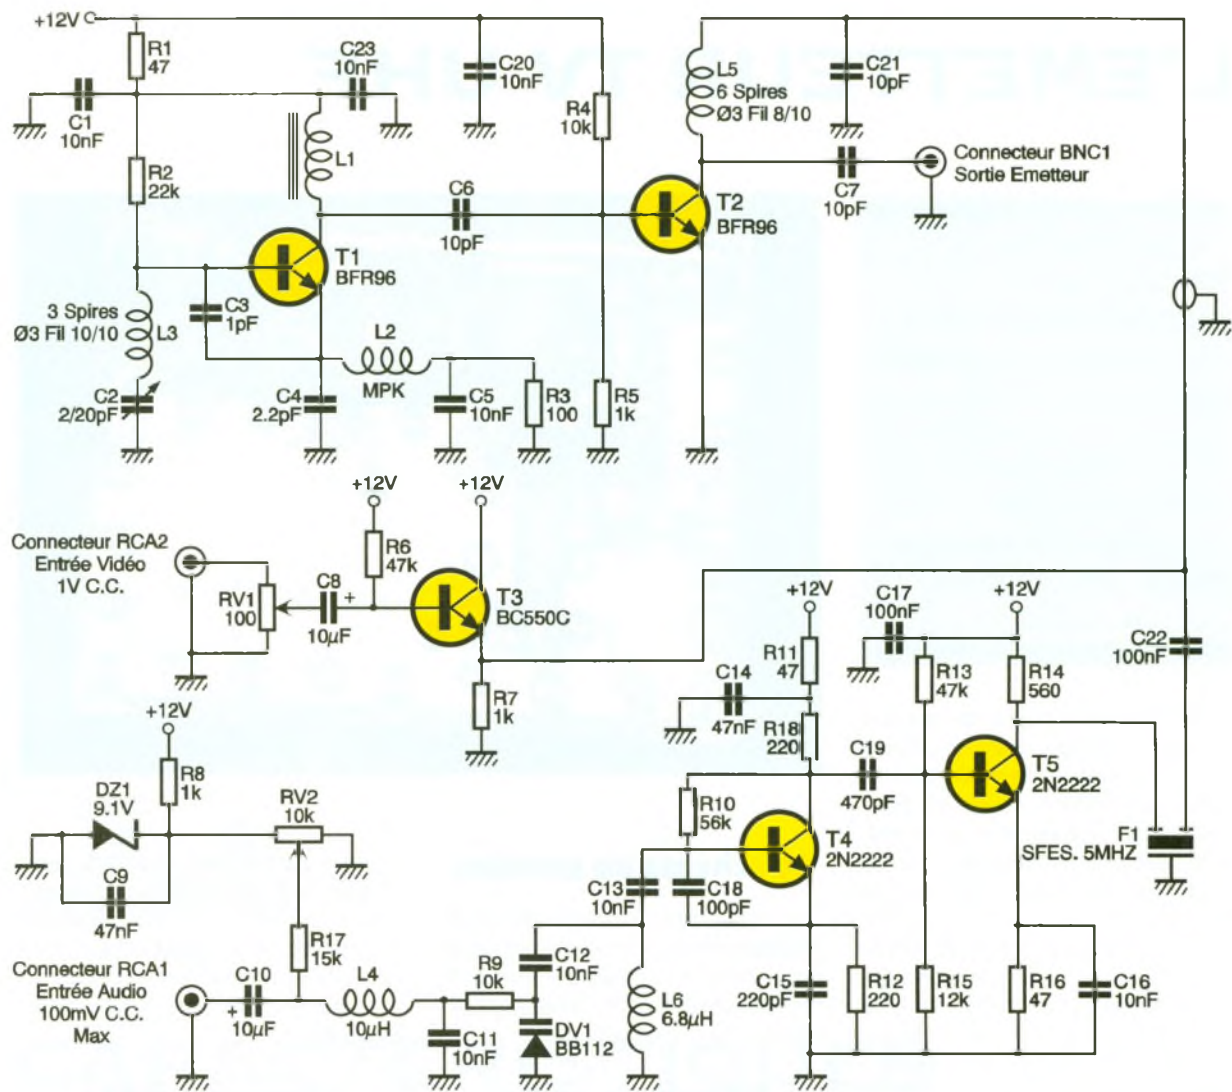 +12V
R1
47
C1
10nF
C23
10nF
C20
10nF
R4
10k
L5
6 Spires
Ø3 Fil 8/10
C21
10pF
Connecteur BNC1
Sortie Emetteur
C7
10pF
R2
22k
L1
C6
10pF
T2
BFR96
T1
BFR96
3 Spires
Ø3 Fil 10/10
L3
C3
1pF
L2
MPK
C2
2/20pF
C4
2.2pF
C5
10nF
R3
100
R5
1k
+12V
+12V
Connecteur RCA2
Entrée Vidéo
1V C.C.
RV1
100
C8
+
10µF
R6
47k
T3
BC550C
R7
1k
+12V
R11
47
C17
100nF
+12V
C22
100nF
C14
47nF
R18
220
R13
47k
R14
560
+12V
R8
1k
DZ1
9.1V
RV2
10k
C9
47nF
R10
56k
C19
470pF
T5
2N2222
T4
2N2222
F1
SFES. 5MHZ
C13
10nF
C18
100pF
Connecteur RCA1
Entrée Audio
100mV C.C.
Max
C10
+
10µF
R17
15k
L4
10µH
R9
10k
C12
10nF
C11
10nF
DV1
BB112
L6
6.8µH
C15
220pF
R12
220
R15
12k
R16
47
C16
10nF